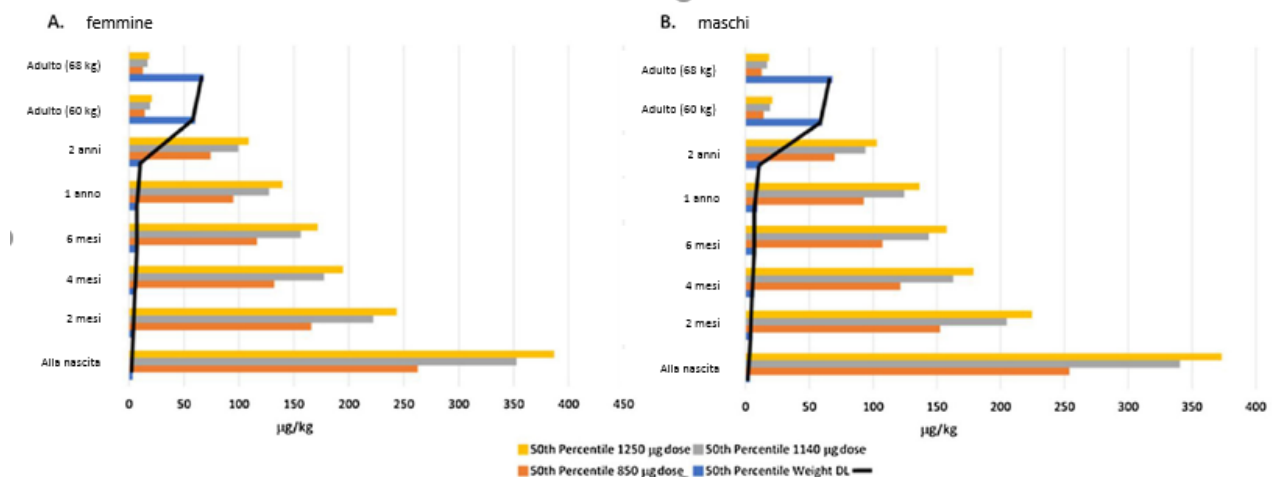 A. femmine
Adulto (68 kg)
Adulto (60 kg)
2 anni
1 anno
6 mesi
4 mesi
2 mesi
Alla nascita
0 50 100 150 200 250 300 350 400 450
µg/kg
B. maschi
Adulto (68 kg)
Adulto (60 kg)
2 anni
1 anno
6 mesi
4 mesi
2 mesi
Alla nascita
0 50 100 150 200 250 300 350 400
µg/kg
50th Percentile 1250 µg dose 50th Percentile 1140 µg dose
50th Percentile 850 µg dose_ 50th Percentile Weight DL